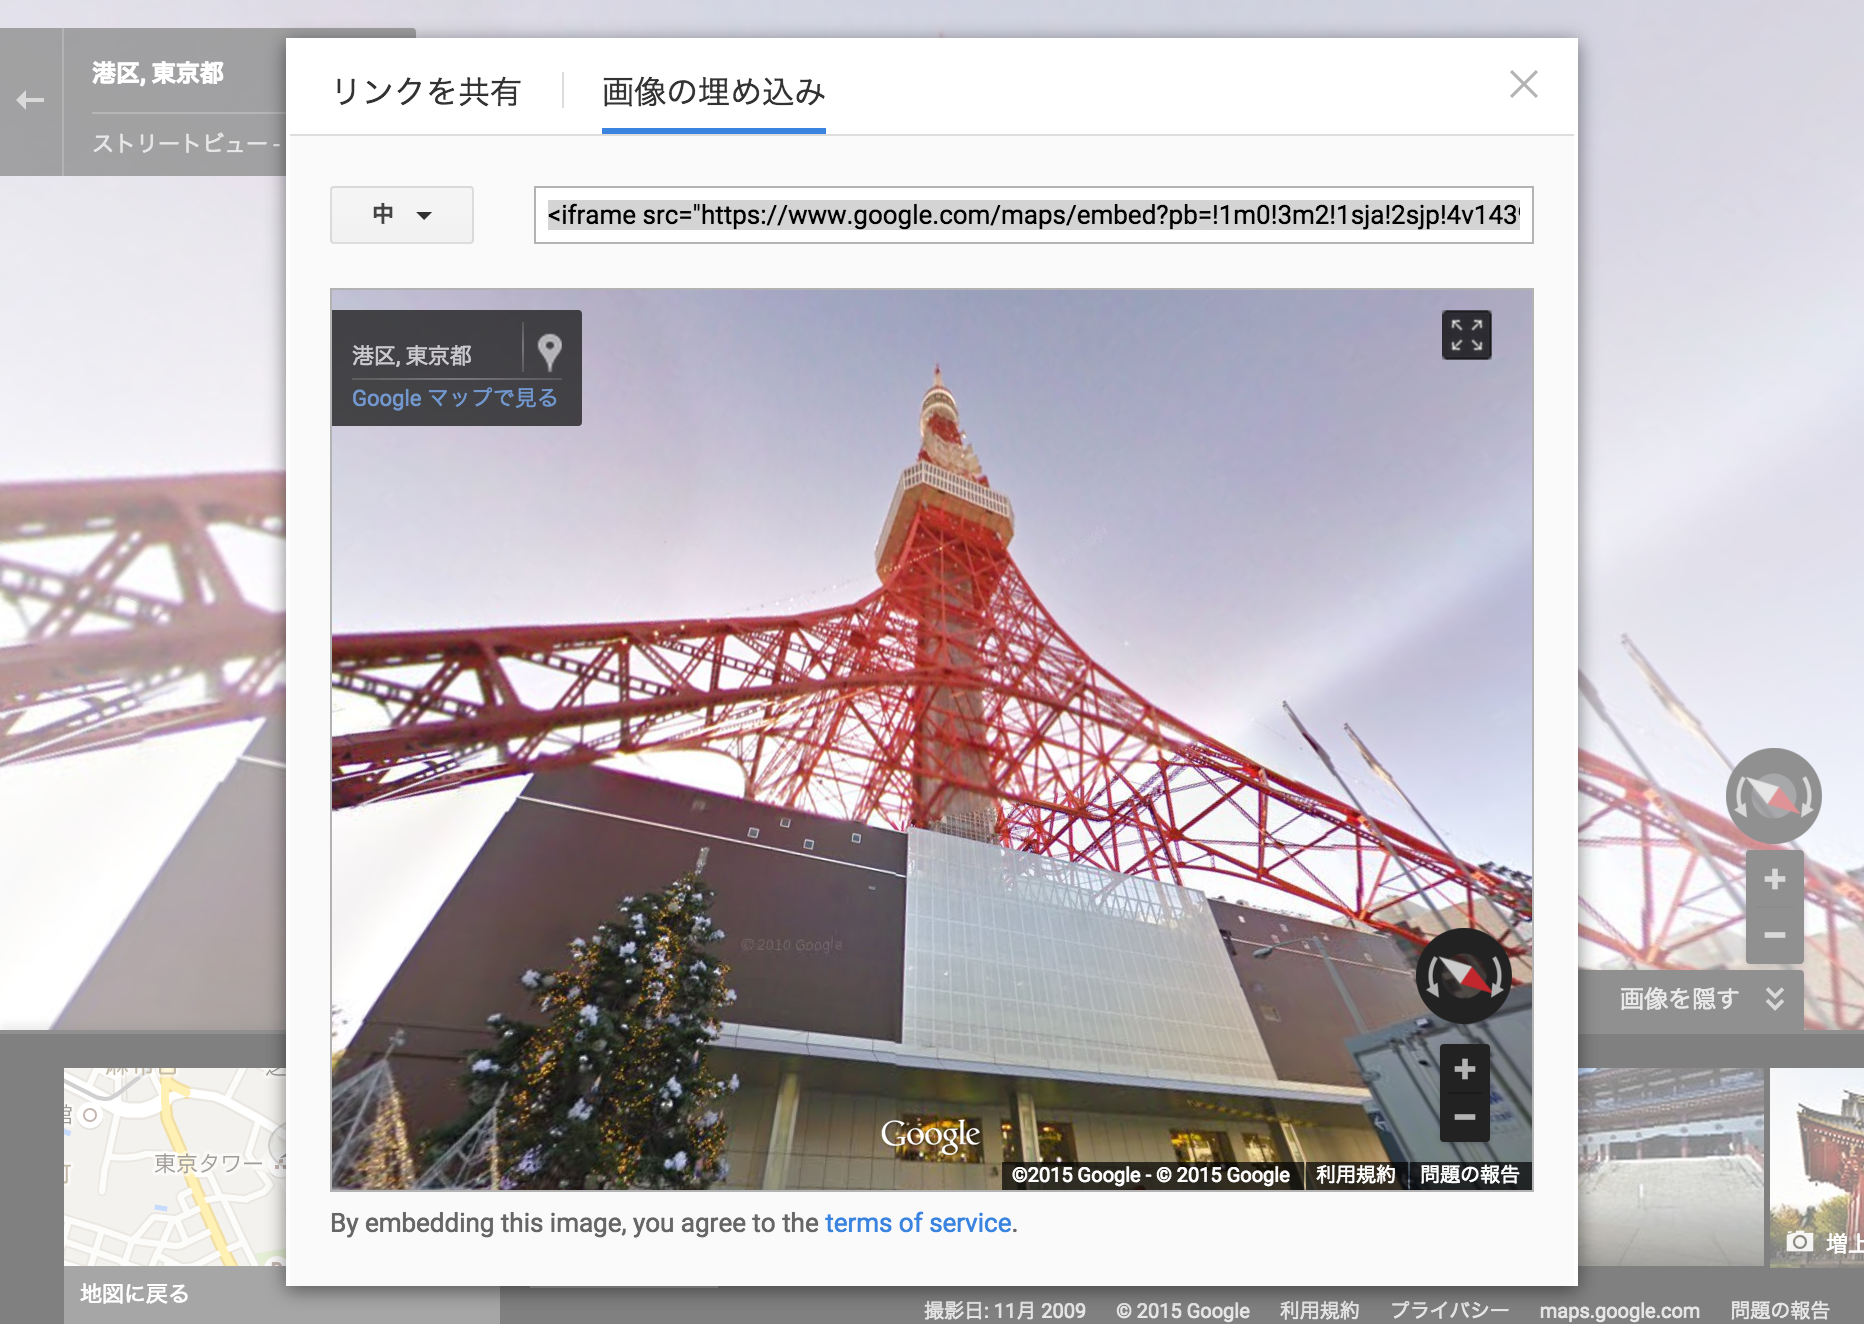 港区, 東京都
ストリートビュー -
リンクを共有
画像の埋め込み
中
<iframe src="https://www.google.com/maps/embed?pb=!1m0!3m2!1sja!2sjp!4v143
港区, 東京都
Google マップで見る
© 2010 Google
Google
©2015 Google - © 2015 Google
利用規約
問題の報告
By embedding this image, you agree to the terms of service.
画像を隠す
東京タワー
地図に戻る
増上
撮影日: 11月 2009
© 2015 Google
利用規約
プライバシー
maps.google.com
問題の報告